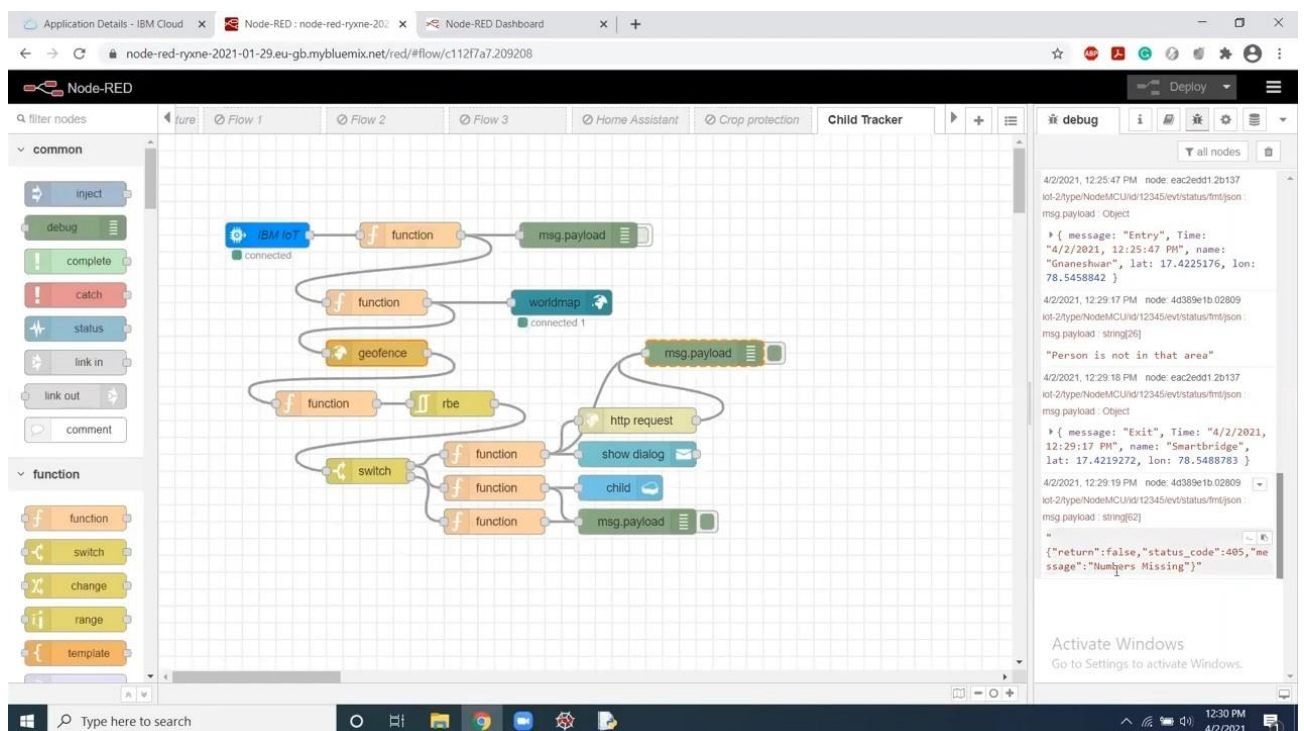 Application Details - IBM Cloud
Node-RED : node-red-ryxne-202
Node-RED Dashboard
node-red-ryxne-2021-01-29.eu-gb.mybluemix.net/red/#flow/c112f7a7.209208
ABP
Node-RED
Deploy
filter nodes
ture
Flow 1
Flow 2
Flow 3
Home Assistant
Crop protection
Child Tracker
debug
all nodes
common
inject
debug
complete
catch
status
link in
link out
comment
function
function
switch
change
range
template
IBM IoT
connected
function
msg.payload
function
worldmap
connected 1
geofence
msg.payload
function
rbe
http request
switch
function
show dialog
function
child
function
msg.payload
4/2/2021, 12:25:47 PM node: eac2edd1.2b137
iot-2/type/NodeMCU/id/12345/evt/status/fmt/json :
msg.payload : Object
{ message: "Entry", Time:
"4/2/2021, 12:25:47 PM", name:
"Gnaneshwar", lat: 17.4225176, lon:
78.5458842 }
4/2/2021, 12:29:17 PM node: 4d389e1b.02809
iot-2/type/NodeMCU/id/12345/evt/status/fmt/json :
msg.payload : string[26]
"Person is not in that area"
4/2/2021, 12:29:18 PM node: eac2edd1.2b137
iot-2/type/NodeMCU/id/12345/evt/status/fmt/json :
msg.payload : Object
{ message: "Exit", Time: "4/2/2021,
12:29:17 PM", name: "Smartbridge",
lat: 17.4219272, lon: 78.5488783 }
4/2/2021, 12:29:19 PM node: 4d389e1b.02809
iot-2/type/NodeMCU/id/12345/evt/status/fmt/json :
msg.payload : string[62]
"
{"return":false,"status_code":405,"me
ssage":"Numbers Missing"}"
Activate Windows
Go to Settings to activate Windows.
Type here to search
12:30 PM
4/2/2021